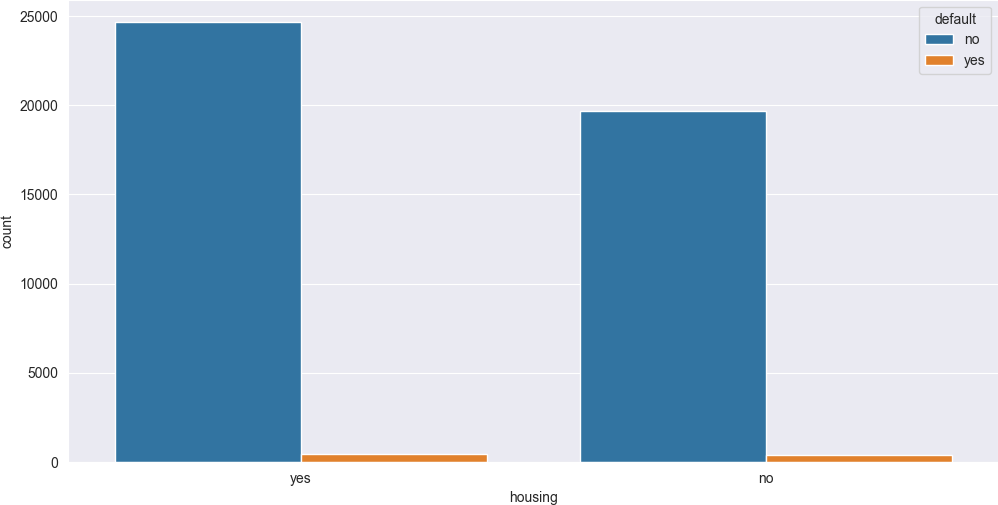 25000
20000
15000
10000
5000
0
count
yes
no
housing
default
no
yes